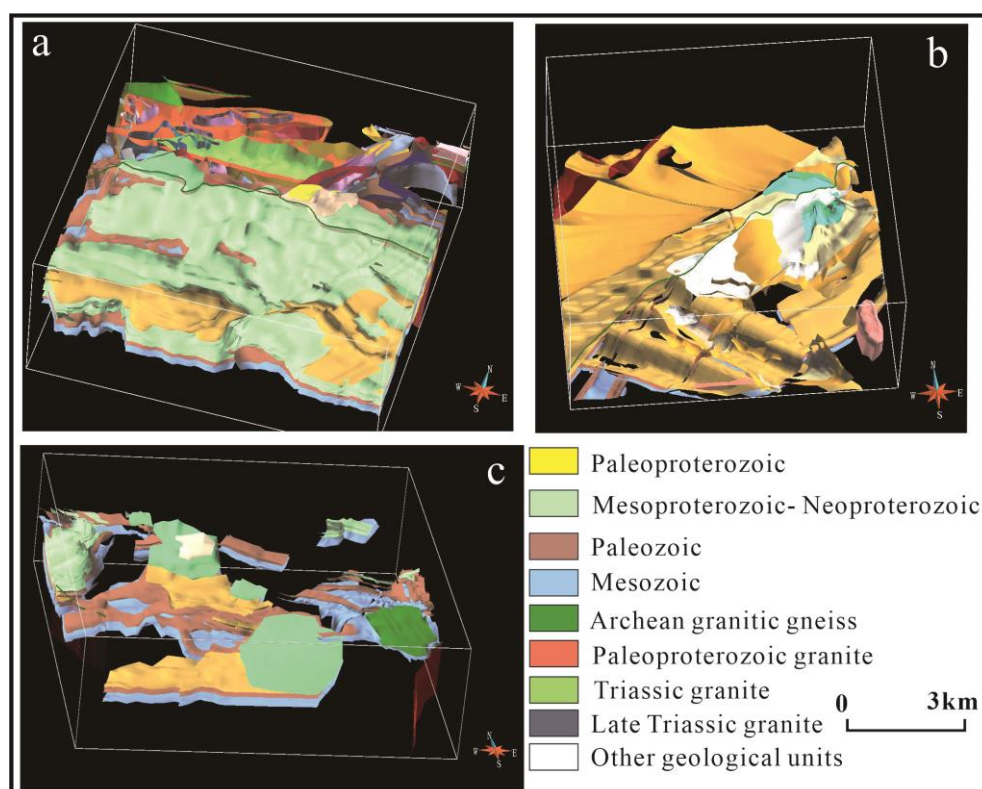 a
b
N
W
E
S
N
W
E
S
c
N
W
E
S
Paleoproterozoic
Mesoproterozoic- Neoproterozoic
Paleozoic
Mesozoic
Archean granitic gneiss
Paleoproterozoic granite
Triassic granite
Late Triassic granite
Other geological units
0 3km